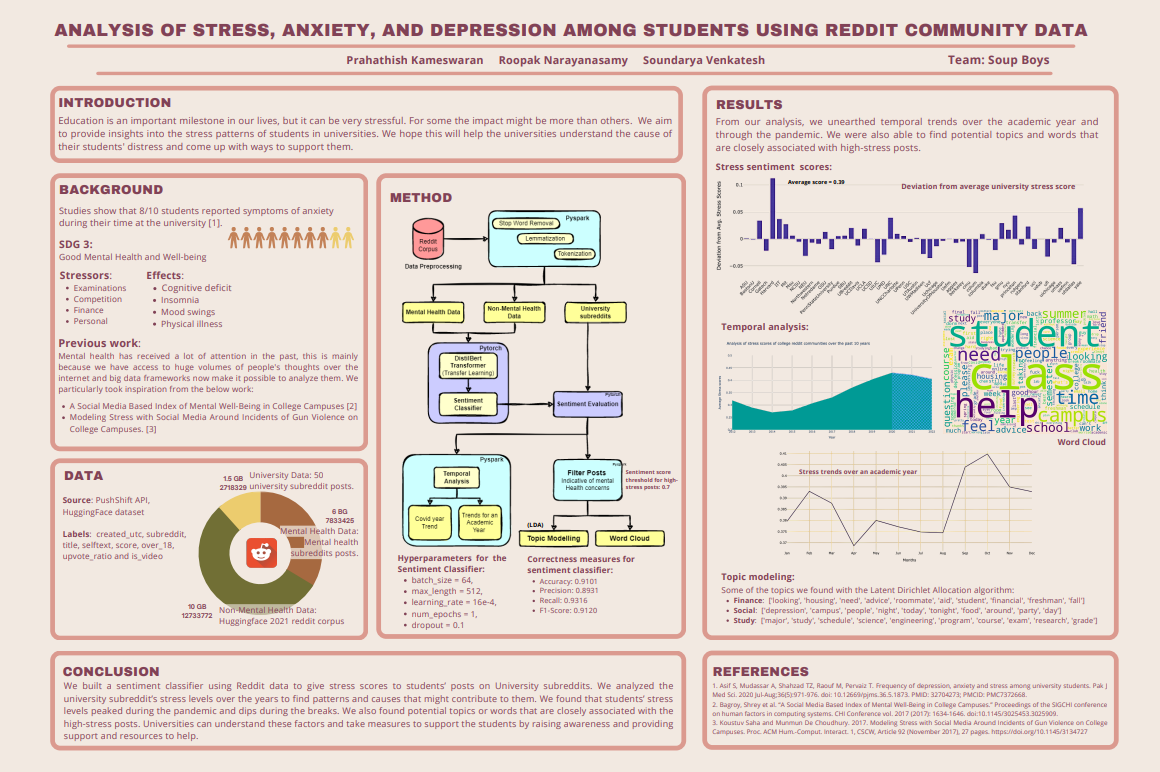 ANALYSIS OF STRESS, ANXIETY, AND DEPRESSION AMONG STUDENTS USING REDDIT COMMUNITY DATA
Prahathish Kameswaran Roopak Narayanasamy Soundarya Venkatesh
Team: Soup Boys
INTRODUCTION
Education is an important milestone in our lives, but it can be very stressful. For some the impact might be more than others. We aim
to provide insights into the stress patterns of students in universities. We hope this will help the universities understand the cause of
their students' distress and come up with ways to support them.
BACKGROUND
Studies show that 8/10 students reported symptoms of anxiety
during their time at the university [1].
SDG 3:
Good Mental Health and Well-being
Stressors:
Effects:
• Examinations
• Competition
• Finance
• Personal
• Cognitive deficit
• Insomnia
• Mood swings
• Physical illness
Previous work:
Mental health has received a lot of attention in the past, this is mainly
because we have access to huge volumes of people's thoughts over the
internet and big data frameworks now make it possible to analyze them. We
particularly took inspiration from the below work:
• A Social Media Based Index of Mental Well-Being in College Campuses [2]
• Modeling Stress with Social Media Around Incidents of Gun Violence on
College Campuses. [3]
DATA
Source: PushShift API,
HuggingFace dataset
Labels: created_utc, subreddit,
title, selftext, score, over_18,
upvote_ratio and is_video
1.5 GB
2718329
University Data: 50
university subreddit posts.
6 BG
7833425
Mental Health Data:
Mental health
subreddits posts.
10 GB
12733772
Non-Mental Health Data:
Huggingface 2021 reddit corpus
METHOD
Reddit
Corpus
Data Preprocessing
Pyspark
Stop Word Removal
Lemmatization
Tokenization
Mental Health Data
Non-Mental Health
Data
University
subreddits
Pytorch
DistilBert
Transformer
(Transfer Learning)
Sentiment
Classifier
Pytorch
Sentiment Evaluation
Pyspark
Temporal
Analysis
Covid year
Trend
Trends for an
Academic
Year
Pyspark
Filter Posts
Indicative of mental
Health concerns
Sentiment score
threshold for high-
stress posts: 0.7
(LDA)
Topic Modelling
Word Cloud
Hyperparameters for the
Sentiment Classifier:
• batch_size = 64,
• max_length = 512,
• learning_rate = 16e-4,
• num_epochs = 1,
• dropout = 0.1
Correctness measures for
sentiment classifier:
• Accuracy: 0.9101
• Precision: 0.8931
• Recall: 0.9316
• F1-Score: 0.9120
RESULTS
From our analysis, we unearthed temporal trends over the academic year and
through the pandemic. We were also able to find potential topics and words that
are closely associated with high-stress posts.
Stress sentiment scores:
Average score = 0.39
Deviation from average university stress score
Deviation from Avg. Stress Scores
0.1
0.05
0
−0.05
Temporal analysis:
Analysis of stress scores of college reddit communities over the past 10 years
Year
student
class
help
need
people
time
campus
major
summer
study
back
professor
friend
looking
housing
question
course
please
feel
advice
year
school
work
schedule
good
week
much
semester
college
taking
think
Word Cloud
Stress trends over an academic year
Jan Feb Mar Apr May Jun Jul Aug Sep Oct Nov Dec
Months
Topic modeling:
Some of the topics we found with the Latent Dirichlet Allocation algorithm:
• Finance: ['looking', 'housing', 'need', 'advice', 'roommate', 'aid', 'student', 'financial', 'freshman', 'fall']
• Social: ['depression', 'campus', 'people', 'night', 'today', 'tonight', 'food', 'around', 'party', 'day']
• Study: ['major', 'study', 'schedule', 'science', 'engineering', 'program', 'course', 'exam', 'research', 'grade']
CONCLUSION
We built a sentiment classifier using Reddit data to give stress scores to students' posts on University subreddits. We analyzed the
university subreddit's stress levels over the years to find patterns and causes that might contribute to them. We found that students' stress
levels peaked during the pandemic and dips during the breaks. We also found potential topics or words that are closely associated with the
high-stress posts. Universities can understand these factors and take measures to support the students by raising awareness and providing
support and resources to help.
REFERENCES
1. Asif S, Mudassar A, Shahzad TZ, Raouf M, Pervaiz T. Frequency of depression, anxiety and stress among university students. Pak J
Med Sci. 2020 Jul-Aug;36(5):971-976. doi: 10.12669/pjms.36.5.1873. PMID: 32704273; PMCID: PMC7372668.
2. Bagroy, Shrey et al. "A Social Media Based Index of Mental Well-Being in College Campuses." Proceedings of the SIGCHI conference
on human factors in computing systems. CHI Conference vol. 2017 (2017): 1634-1646. doi:10.1145/3025453.3025909.
3. Koustuv Saha and Munmun De Choudhury. 2017. Modeling Stress with Social Media Around Incidents of Gun Violence on College
Campuses. Proc. ACM Hum.-Comput. Interact. 1, CSCW, Article 92 (November 2017), 27 pages. https://doi.org/10.1145/3134727